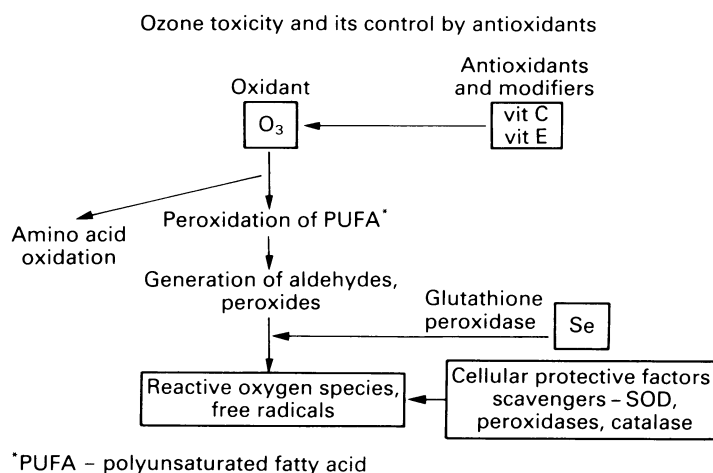 Ozone toxicity and its control by antioxidants
Oxidant
Antioxidants
and modifiers
O₃
vit C
vit E
Peroxidation of PUFA*
Amino acid
oxidation
Generation of aldehydes,
peroxides
Glutathione
peroxidase
Se
Reactive oxygen species,
free radicals
Cellular protective factors
scavengers – SOD,
peroxidases, catalase
*PUFA – polyunsaturated fatty acid